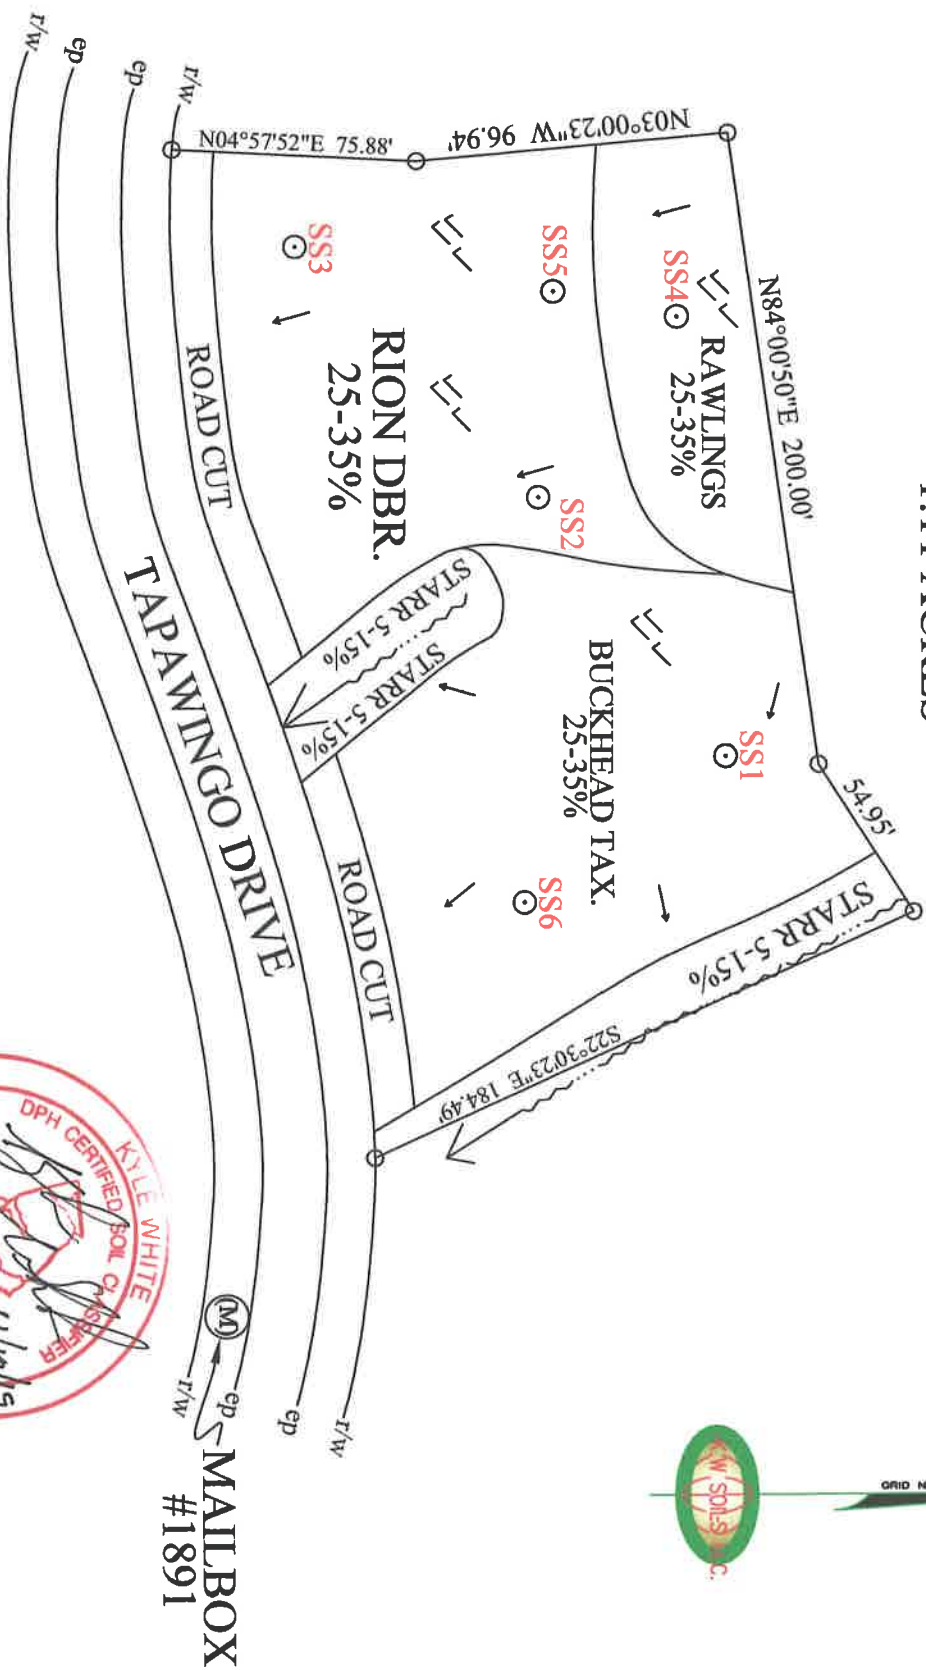 N84°00'50"E 200.00'
54.95'
N03°00'23"W 96.94'
N04°57'52"E 75.88'
S22°30'23"E 184.49'
RAWLINGS
25-35%
SS4
SS5
SS3
SS2
SS1
SS6
RION DBR.
25-35%
BUCKHEAD TAX.
25-35%
STARR 5-15%
STARR 5-15%
STARR 5-15%
ROAD CUT
ROAD CUT
TAPAWINGO DRIVE
r/w
ep
ep
r/w
r/w
ep
ep
r/w
M
MAILBOX
#1891
KYLE WHITE
DPH CERTIFIED SOIL CLASSIFIER
GRID N